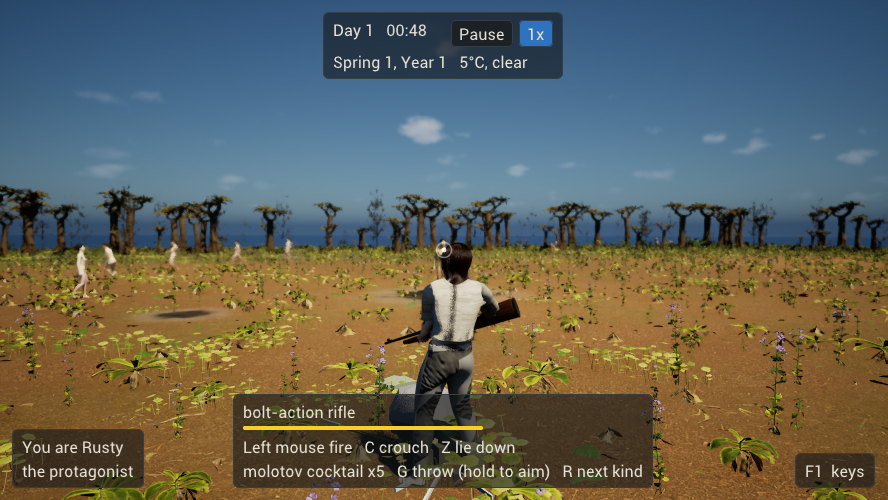 Day 1 00:48 Pause 1x
Spring 1, Year 1 5°C, clear
bolt-action rifle
Left mouse fire C crouch Z lie down
molotov cocktail x5 G throw (hold to aim) R next kind
You are Rusty
the protagonist
F1 keys